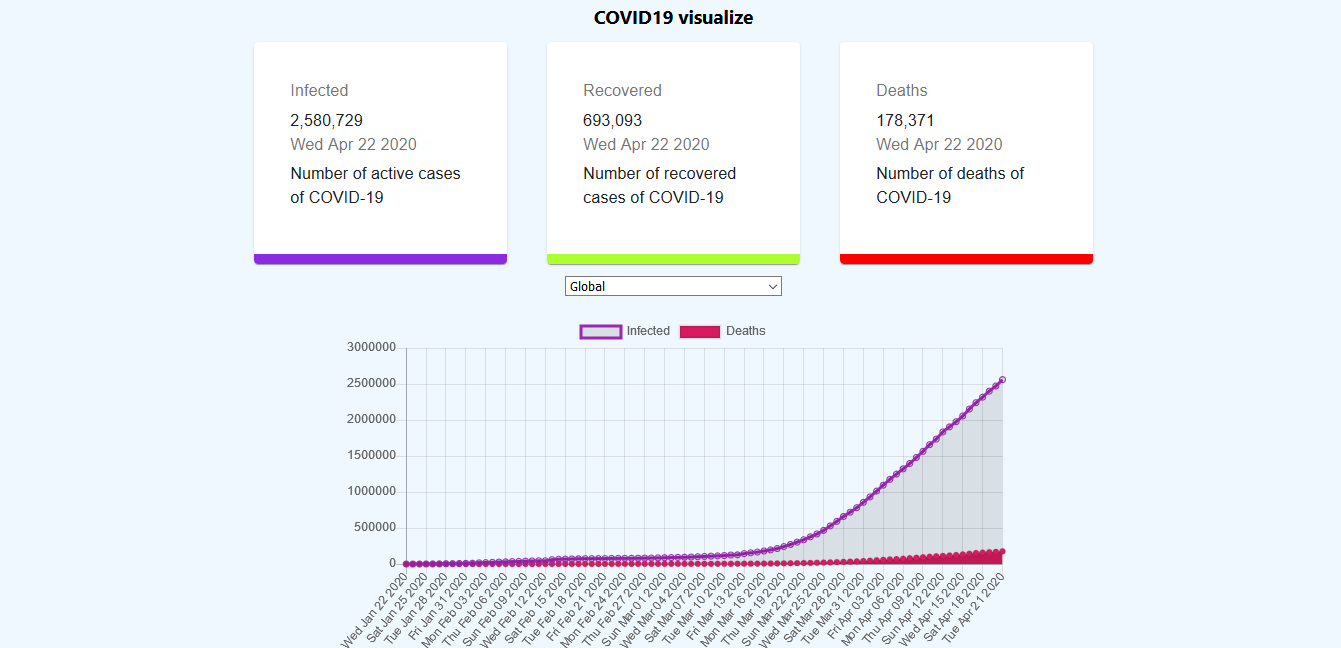 COVID19 visualize
Infected
2,580,729
Wed Apr 22 2020
Number of active cases
of COVID-19
Recovered
693,093
Wed Apr 22 2020
Number of recovered
cases of COVID-19
Deaths
178,371
Wed Apr 22 2020
Number of deaths of
COVID-19
Global
Infected
Deaths
3000000
2500000
2000000
1500000
1000000
500000
0
Wed Jan 22 2020
Sat Jan 25 2020
Tue Jan 28 2020
Fri Jan 31 2020
Mon Feb 03 2020
Thu Feb 06 2020
Sun Feb 09 2020
Wed Feb 12 2020
Sat Feb 15 2020
Tue Feb 18 2020
Fri Feb 21 2020
Mon Feb 24 2020
Thu Feb 27 2020
Sun Mar 01 2020
Wed Mar 04 2020
Sat Mar 07 2020
Tue Mar 10 2020
Fri Mar 13 2020
Mon Mar 16 2020
Thu Mar 19 2020
Sun Mar 22 2020
Wed Mar 25 2020
Sat Mar 28 2020
Tue Mar 31 2020
Fri Apr 03 2020
Mon Apr 06 2020
Thu Apr 09 2020
Sun Apr 12 2020
Wed Apr 15 2020
Sat Apr 18 2020
Tue Apr 21 2020